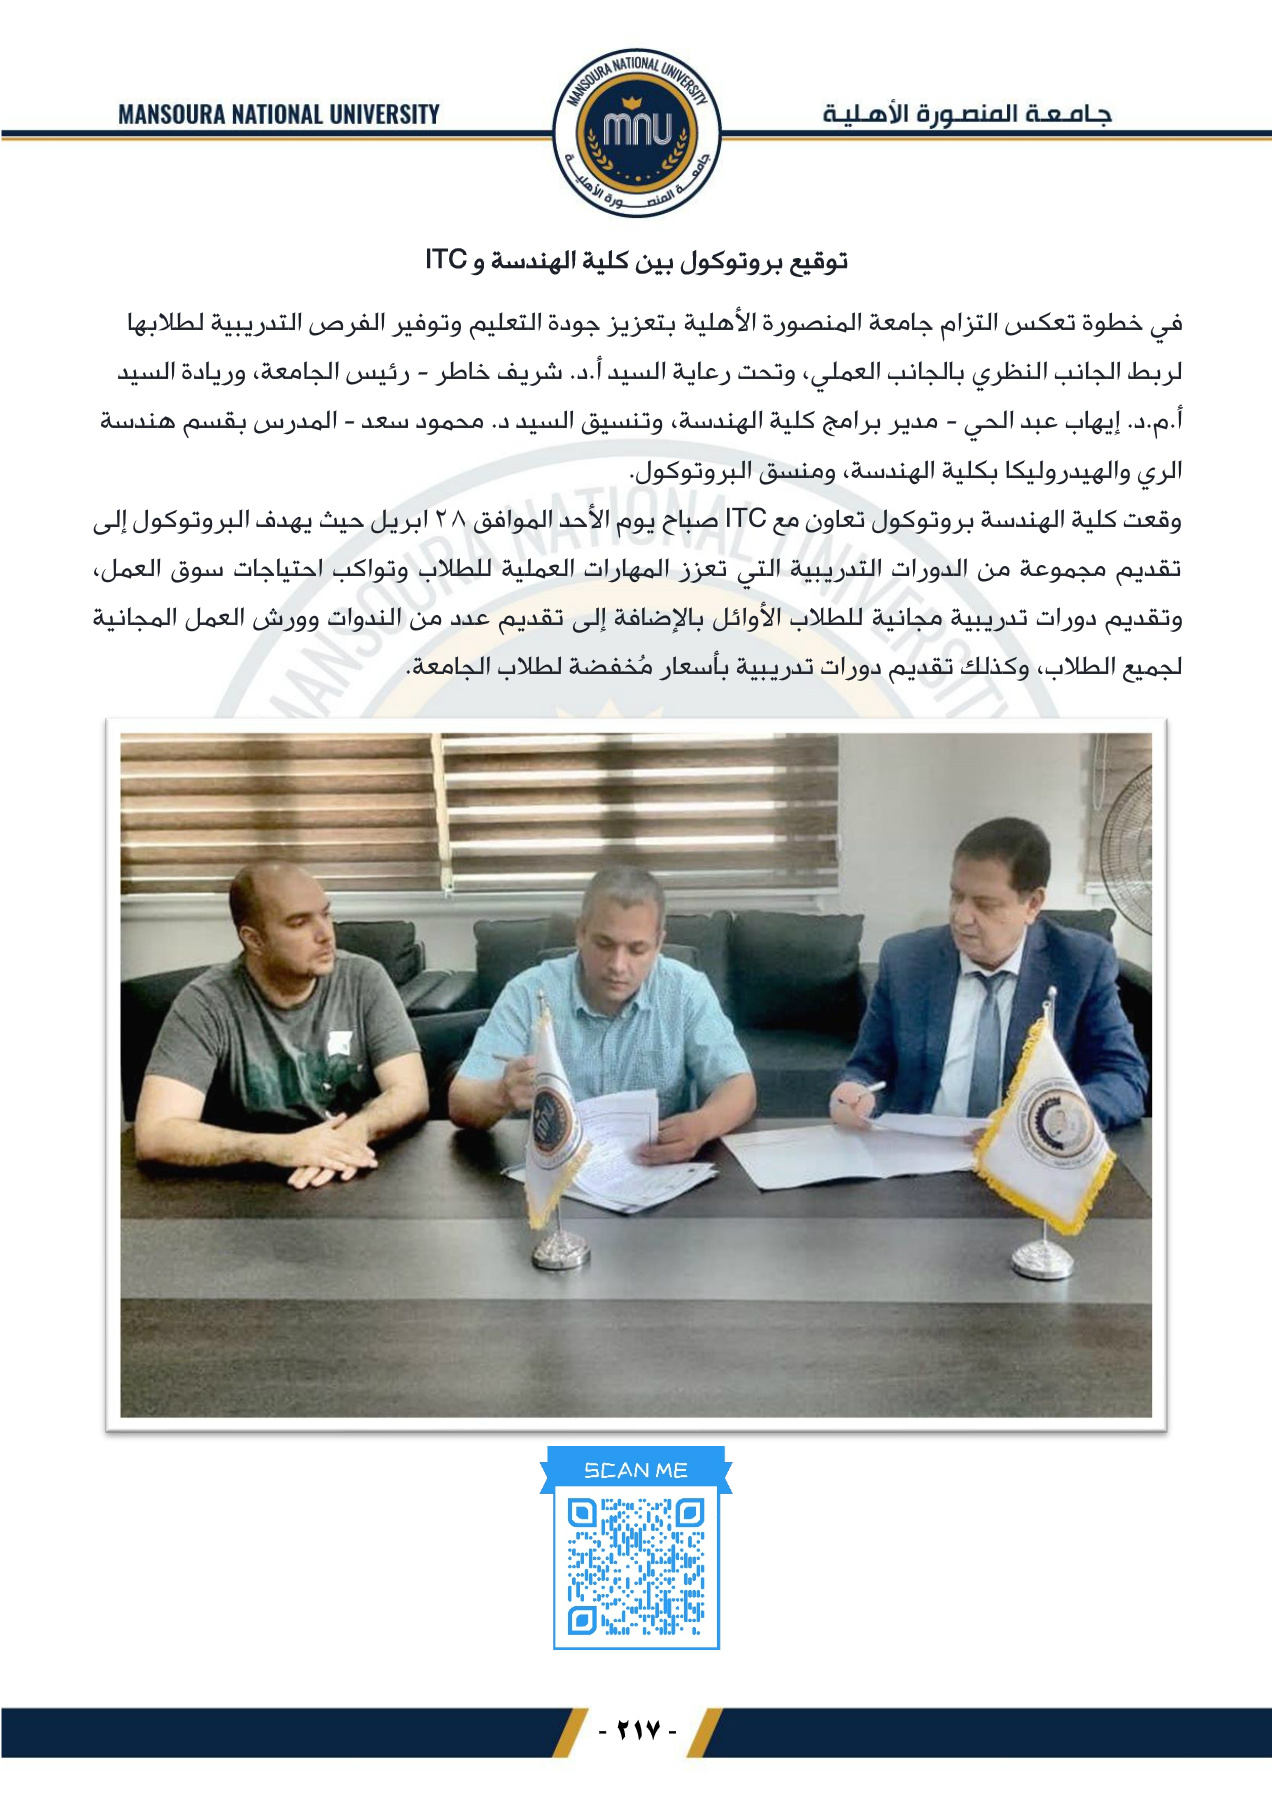 MANSOURA NATIONAL UNIVERSITY
جامعة المنصورة الأهلية
MANSOURA NATIONAL UNIVERSITY
mnu
جامعة المنصورة الأهلية
توقيع بروتوكول بين كلية الهندسة و ITC
في خطوة تعكس التزام جامعة المنصورة الأهلية بتعزيز جودة التعليم وتوفير الفرص التدريبية لطلابها
لربط الجانب النظري بالجانب العملي، وتحت رعاية السيد أ.د. شريف خاطر - رئيس الجامعة، وريادة السيد
أ.م.د. إيهاب عبد الحي - مدير برامج كلية الهندسة، وتنسيق السيد د. محمود سعد - المدرس بقسم هندسة
الري والهيدروليكا بكلية الهندسة، ومنسق البروتوكول.
وقعت كلية الهندسة بروتوكول تعاون مع ITC صباح يوم الأحد الموافق ٢٨ ابريل حيث يهدف البروتوكول إلى
تقديم مجموعة من الدورات التدريبية التي تعزز المهارات العملية للطلاب وتواكب احتياجات سوق العمل،
وتقديم دورات تدريبية مجانية للطلاب الأوائل بالإضافة إلى تقديم عدد من الندوات وورش العمل المجانية
لجميع الطلاب، وكذلك تقديم دورات تدريبية بأسعار مُخفضة لطلاب الجامعة.
MANSOURA NATIONAL UNIVERSITY
SCAN ME
- ٢١٧ -